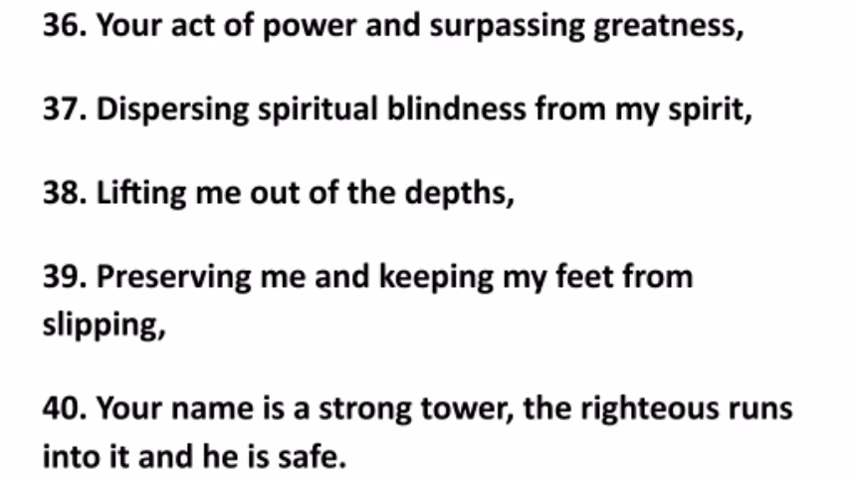 36. Your act of power and surpassing greatness,
37. Dispersing spiritual blindness from my spirit,
38. Lifting me out of the depths,
39. Preserving me and keeping my feet from
slipping,
40. Your name is a strong tower, the righteous runs
into it and he is safe.